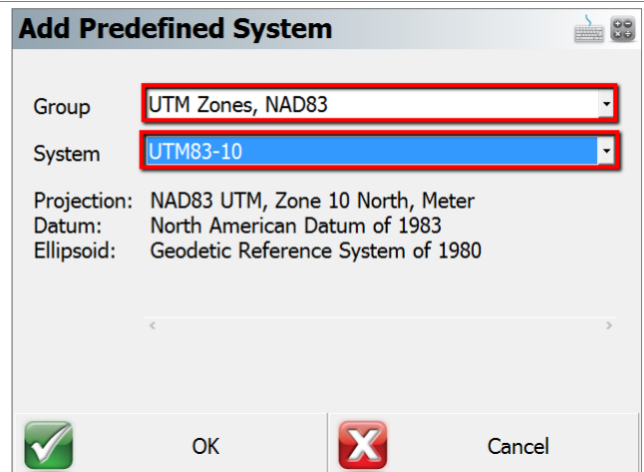 Add Predefined System
Group UTM Zones, NAD83
System UTM83-10
Projection: NAD83 UTM, Zone 10 North, Meter
Datum: North American Datum of 1983
Ellipsoid: Geodetic Reference System of 1980
OK Cancel